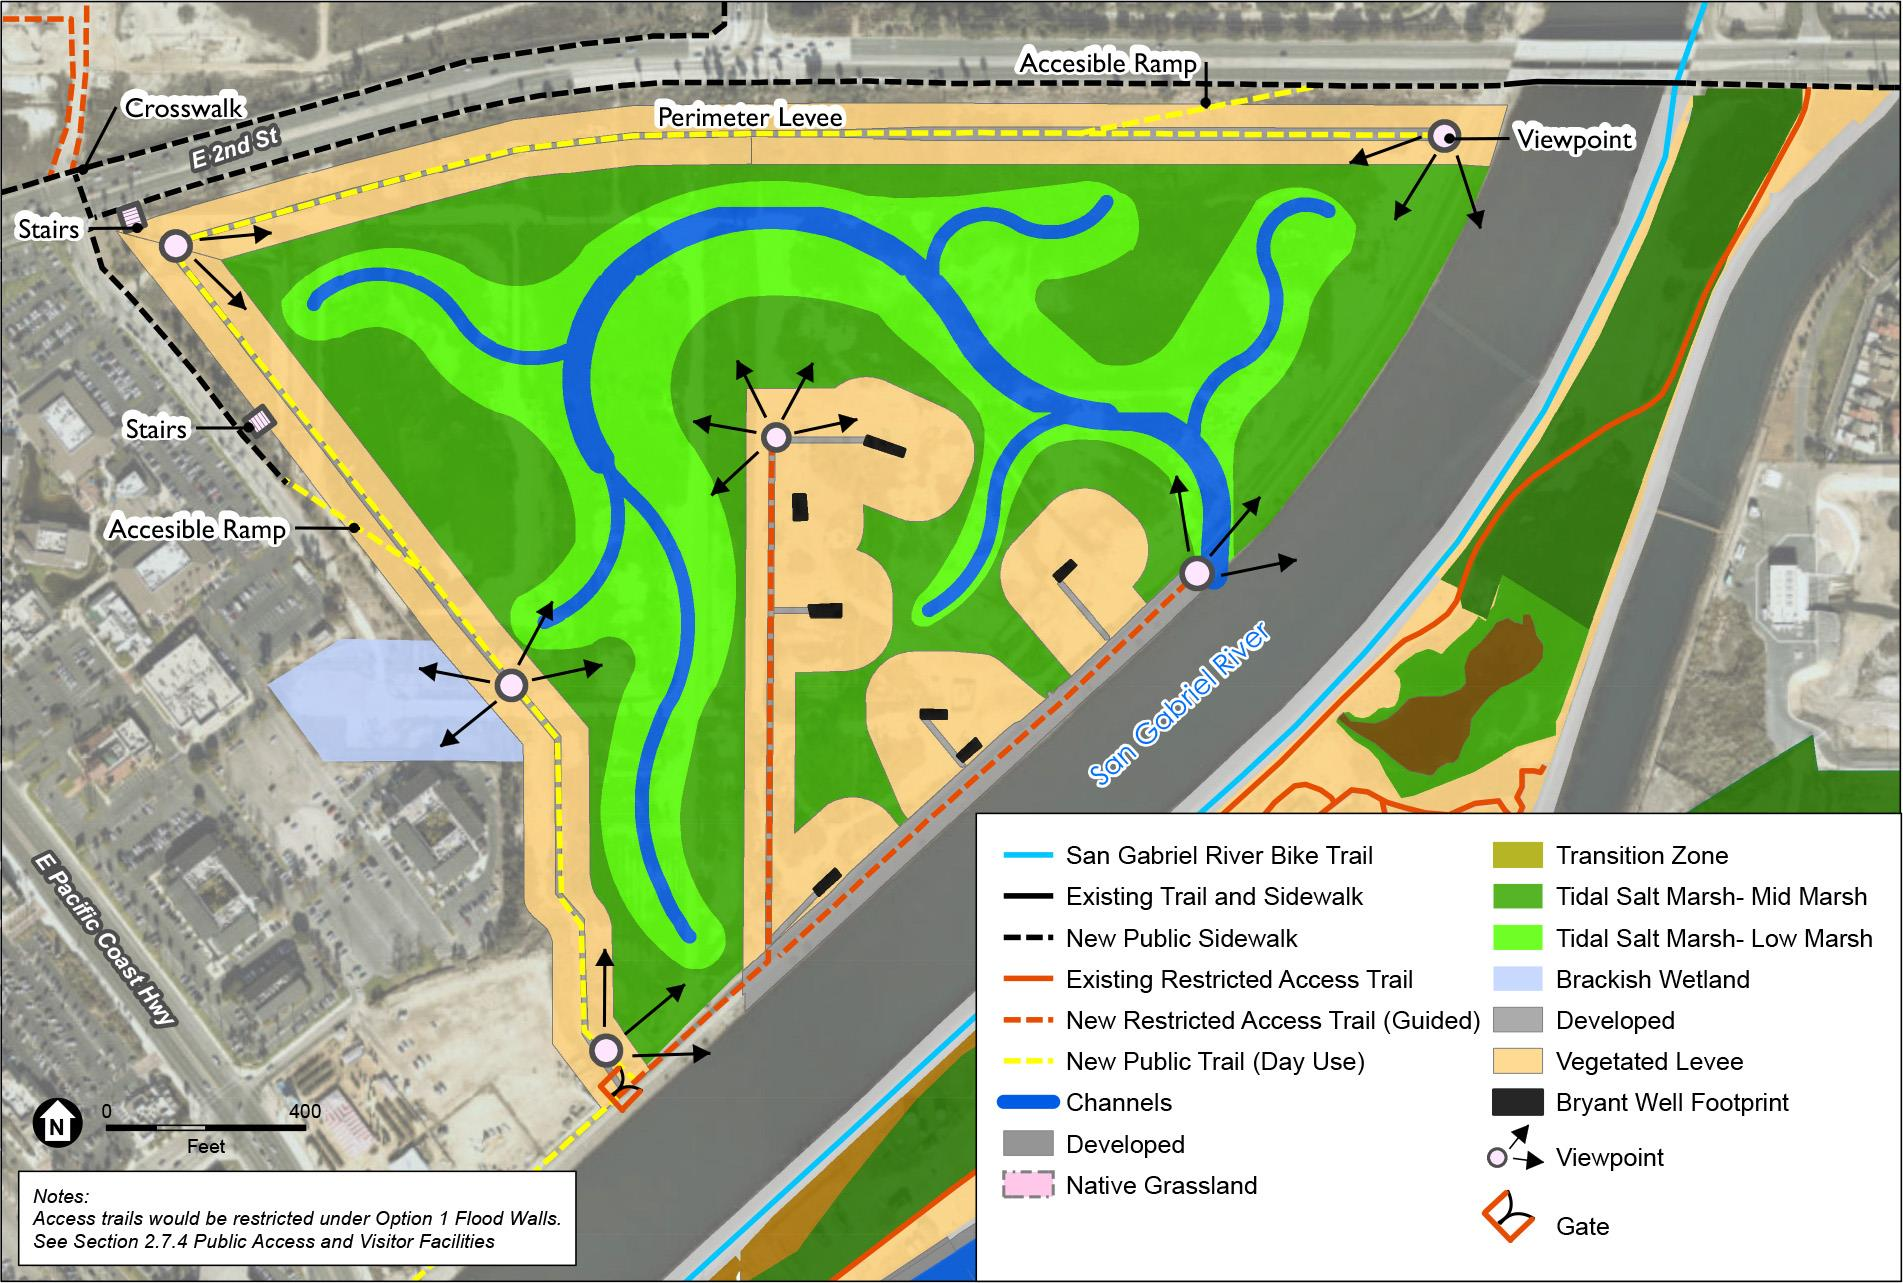 Accesible Ramp
Crosswalk
Perimeter Levee
E 2nd St
Viewpoint
Stairs
Stairs
Accesible Ramp
San Gabriel River
E Pacific Coast Hwy
N
0 400
Feet
Notes:
Access trails would be restricted under Option 1 Flood Walls.
See Section 2.7.4 Public Access and Visitor Facilities
San Gabriel River Bike Trail
Existing Trail and Sidewalk
New Public Sidewalk
Existing Restricted Access Trail
New Restricted Access Trail (Guided)
New Public Trail (Day Use)
Channels
Developed
Native Grassland
Transition Zone
Tidal Salt Marsh- Mid Marsh
Tidal Salt Marsh- Low Marsh
Brackish Wetland
Developed
Vegetated Levee
Bryant Well Footprint
Viewpoint
Gate